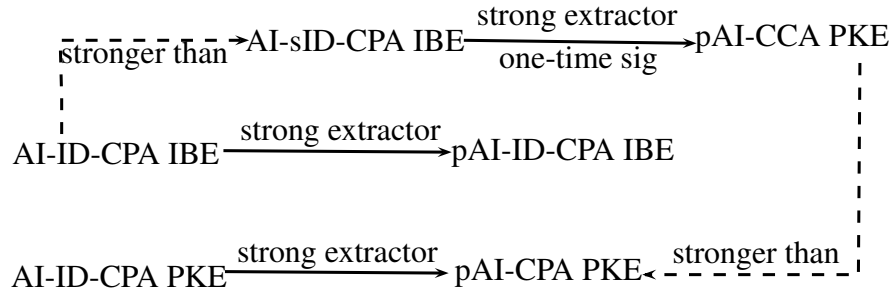 strong extractor
stronger than AI-sID-CPA IBE one-time sig pAI-CCA PKE
strong extractor
AI-ID-CPA IBE pAI-ID-CPA IBE
strong extractor stronger than
AI-ID-CPA PKE pAI-CPA PKE